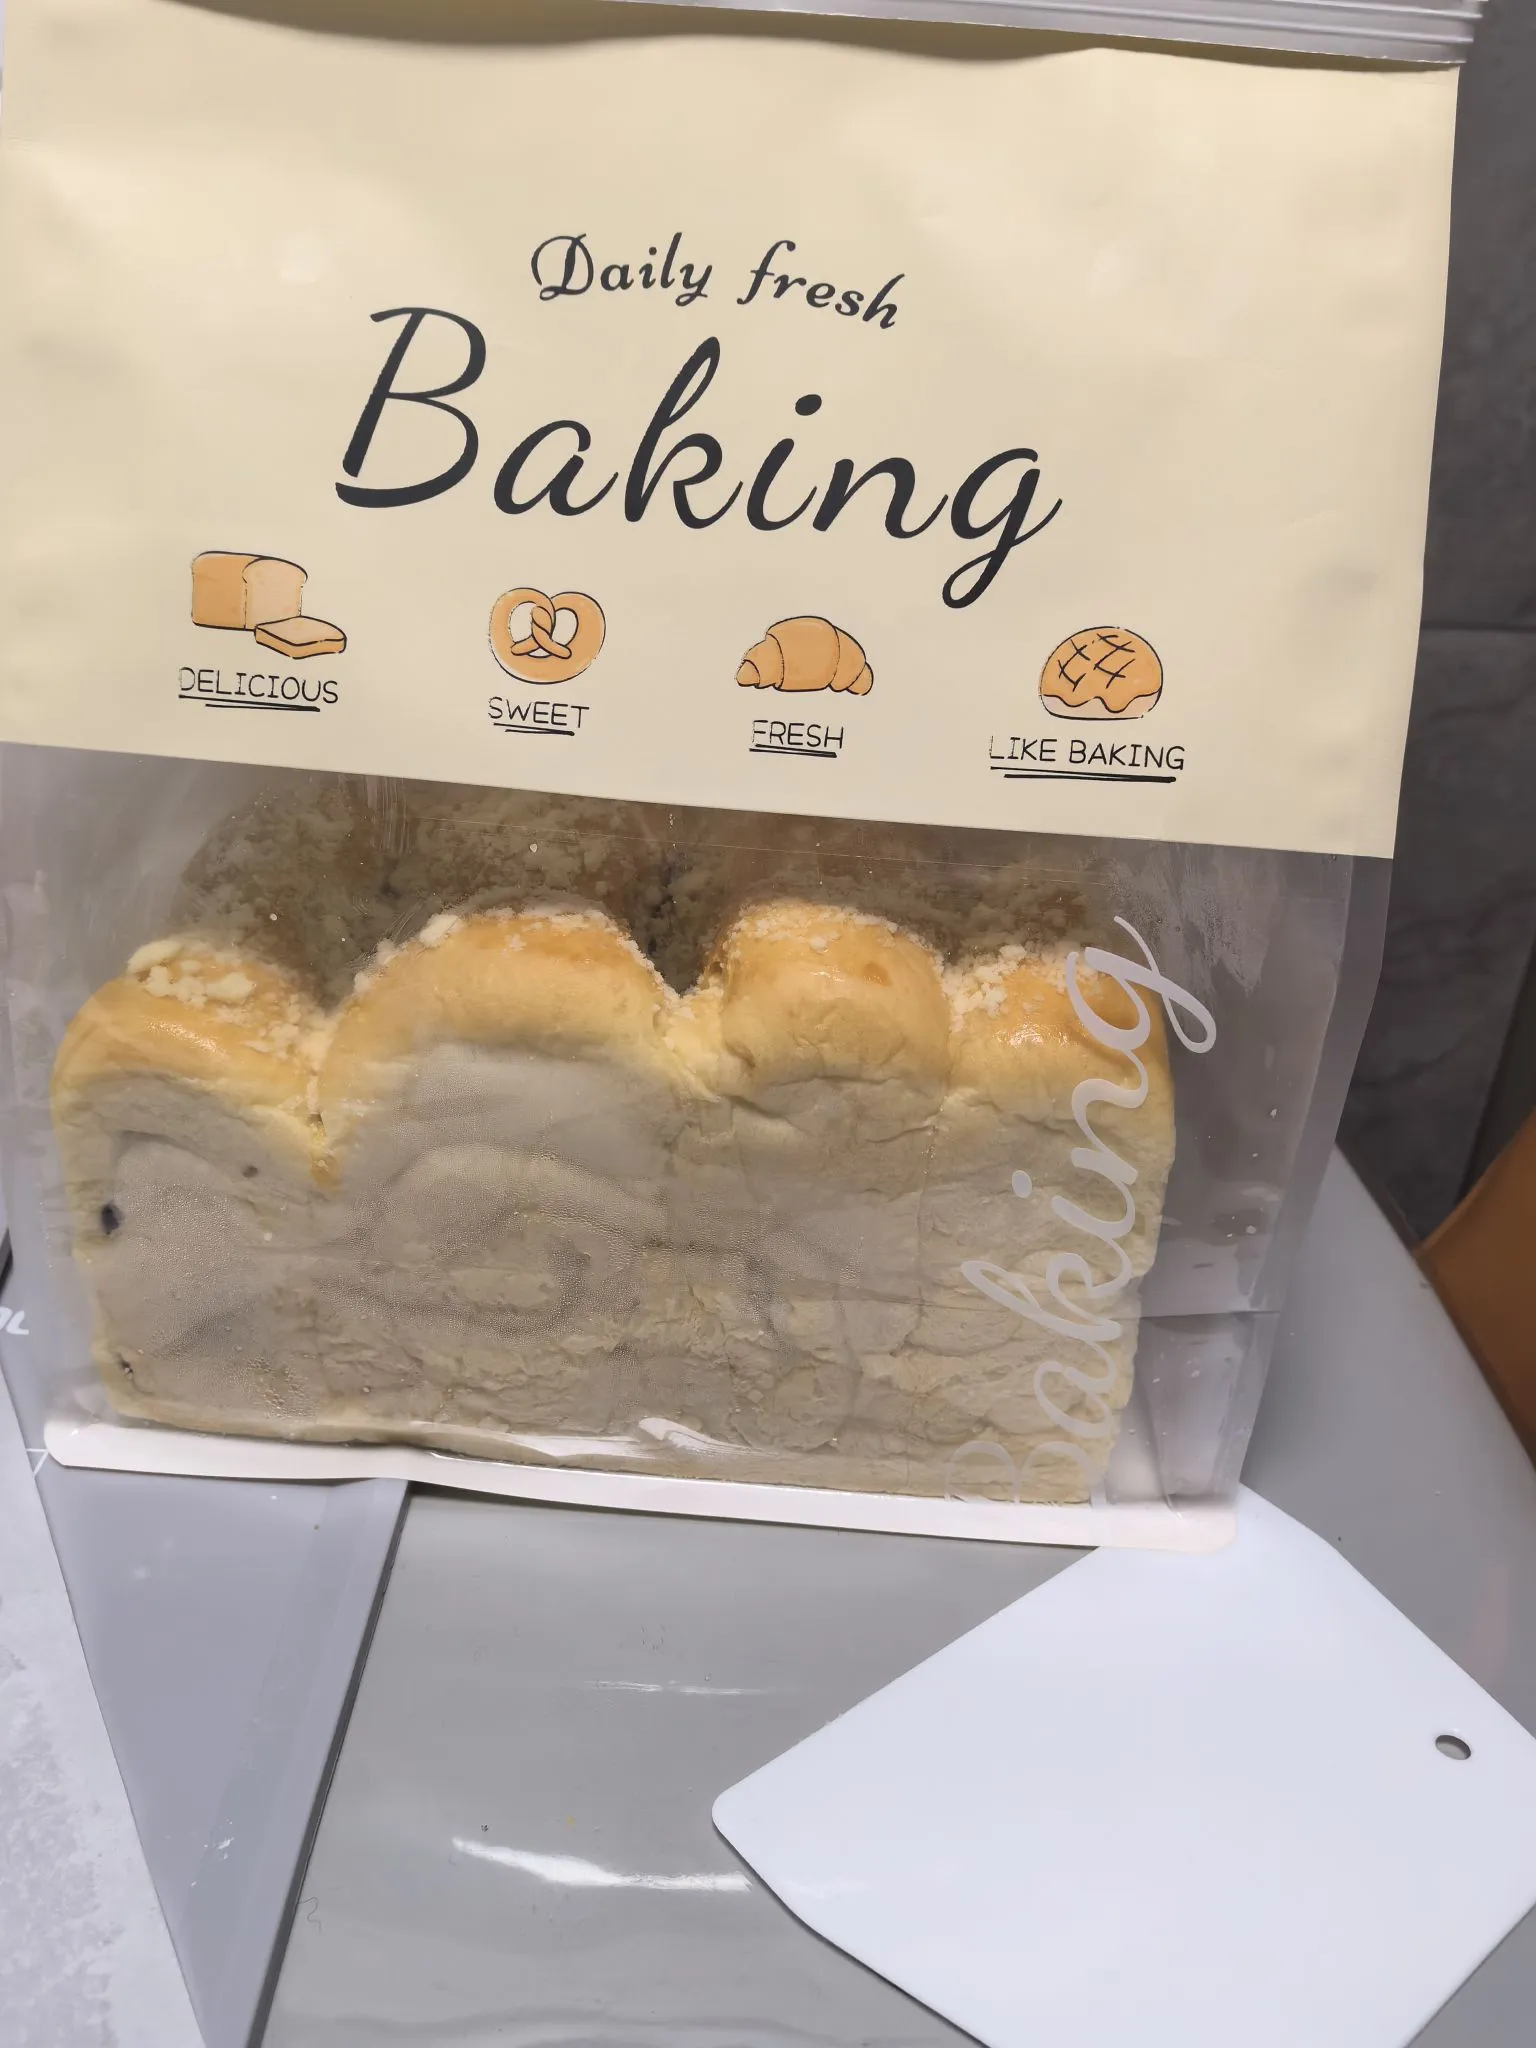 Daily fresh
Baking
DELICIOUS
SWEET
FRESH
LIKE BAKING
Baking